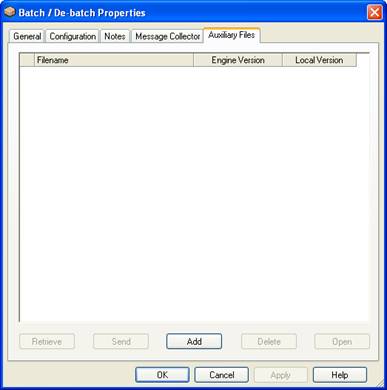 Batch / De-batch Properties
General Configuration Notes Message Collector Auxiliary Files
Filename Engine Version Local Version
Retrieve Send Add Delete Open
OK Cancel Apply Help